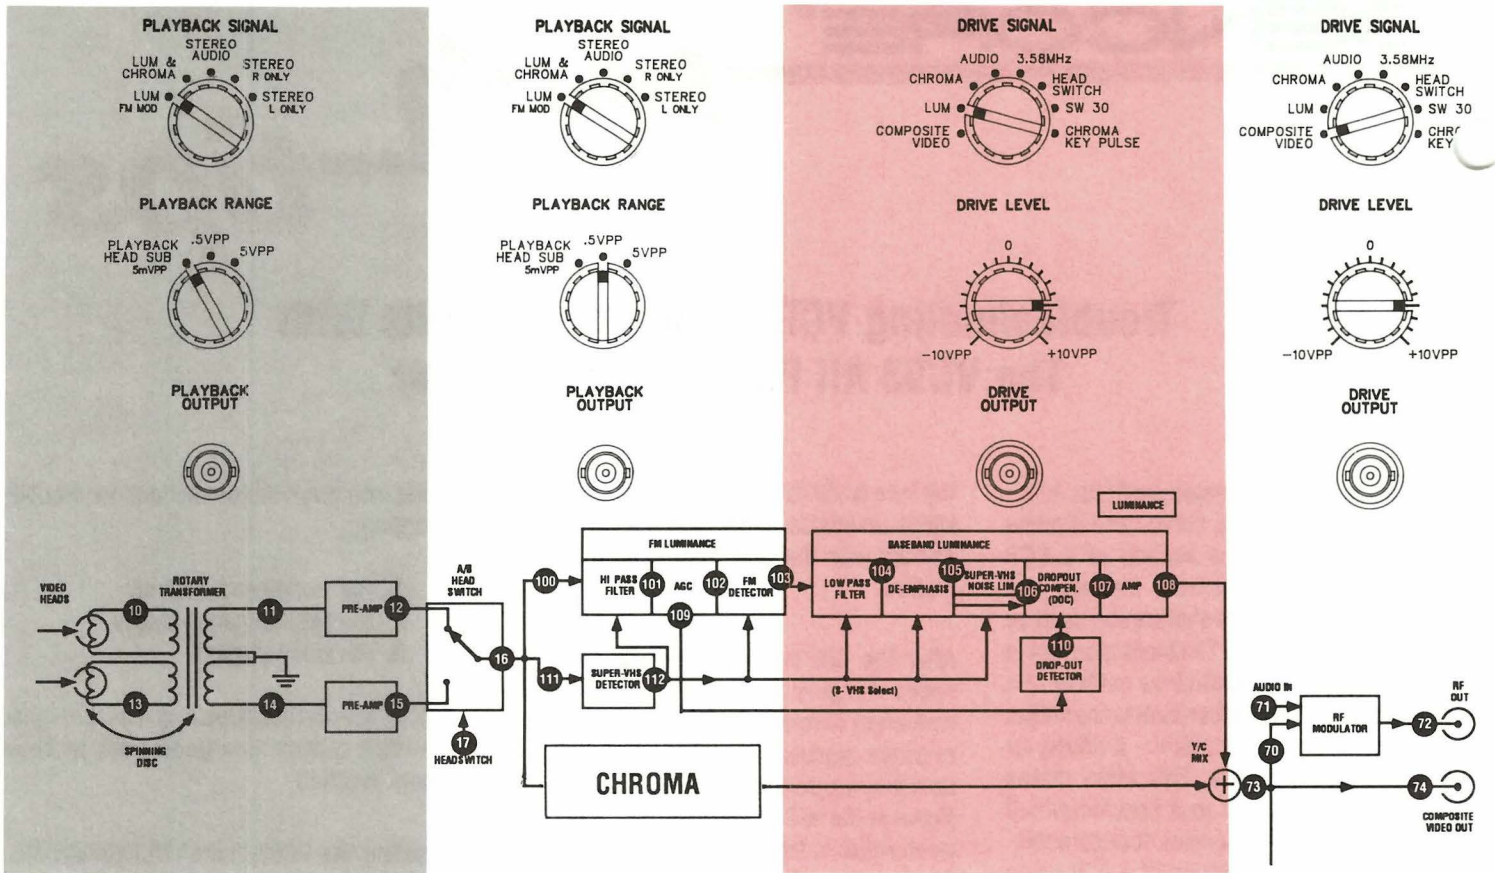 PLAYBACK SIGNAL
STEREO
AUDIO
LUM &
CHROMA
STEREO
R ONLY
LUM
FM MOD
STEREO
L ONLY
PLAYBACK RANGE
PLAYBACK
HEAD SUB
5mVPP
.5VPP
5VPP
PLAYBACK
OUTPUT
PLAYBACK SIGNAL
STEREO
AUDIO
LUM &
CHROMA
STEREO
R ONLY
LUM
FM MOD
STEREO
L ONLY
PLAYBACK RANGE
PLAYBACK
HEAD SUB
5mVPP
.5VPP
5VPP
PLAYBACK
OUTPUT
DRIVE SIGNAL
AUDIO
3.58MHz
CHROMA
HEAD
SWITCH
LUM
SW 30
COMPOSITE
VIDEO
CHROMA
KEY PULSE
DRIVE LEVEL
0
-10VPP
+10VPP
DRIVE
OUTPUT
DRIVE SIGNAL
AUDIO
3.58MHz
CHROMA
HEAD
SWITCH
LUM
SW 30
COMPOSITE
VIDEO
CHR
KEY
DRIVE LEVEL
0
-10VPP
+10VPP
DRIVE
OUTPUT
LUMINANCE
VIDEO
HEADS
10
ROTARY
TRANSFORMER
11
PRE-AMP
12
13
14
PRE-AMP
15
SPINNING
DISC
A/B
HEAD
SWITCH
16
17
HEADSWITCH
100
FM LUMINANCE
HI PASS
FILTER
101
AGC
102
FM
DETECTOR
103
109
111
SUPER-VHS
DETECTOR
112
BASEBAND LUMINANCE
LOW PASS
FILTER
104
DE-EMPHASIS
105
SUPER-VHS
NOISE LIM
106
DROPOUT
COMPEN.
(DOC)
107
AMP
108
110
DROP-OUT
DETECTOR
(S- VHS Select)
CHROMA
Y/C
MIX
+
73
70
AUDIO IN
71
RF
MODULATOR
72
RF
OUT
74
COMPOSITE
VIDEO OUT